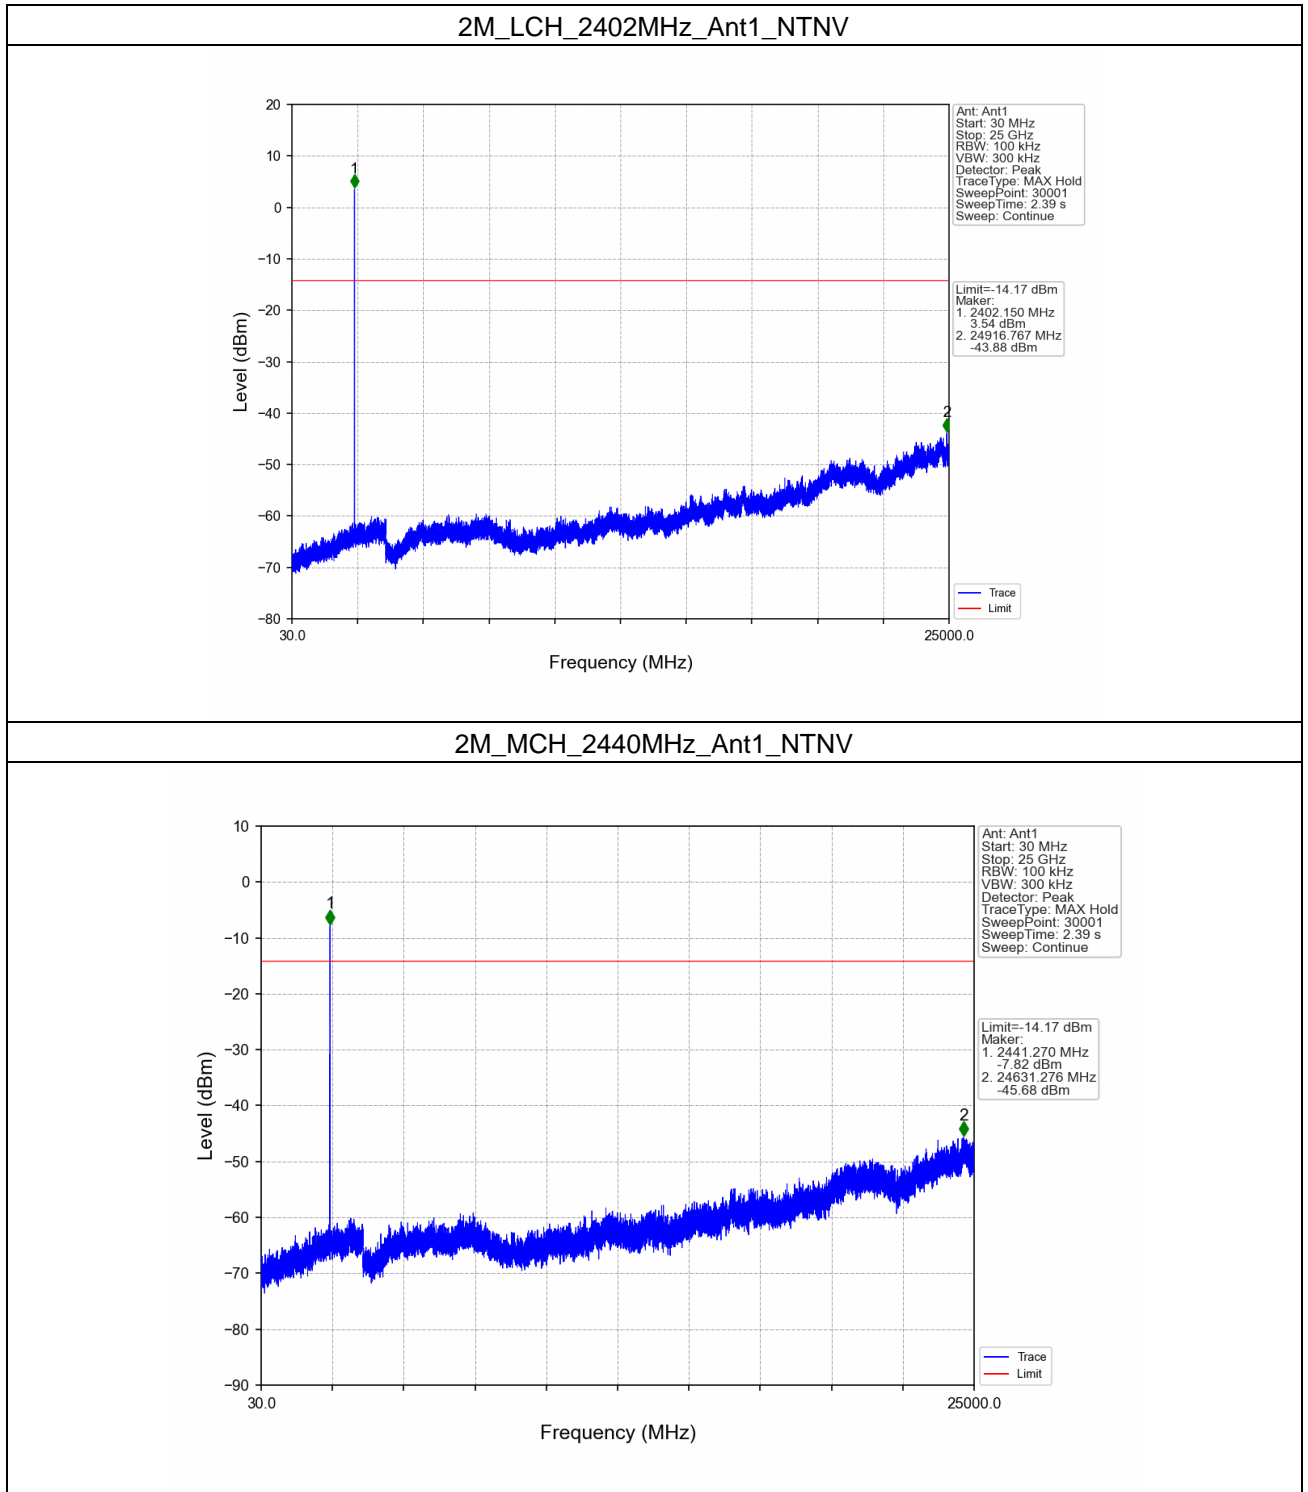 2M_LCH_2402MHz_Ant1_NTNV
20
10
0
−10
−20
−30
−40
−50
−60
−70
−80
Level (dBm)
1
2
30.0
25000.0
Frequency (MHz)
Ant: Ant1
Start: 30 MHz
Stop: 25 GHz
RBW: 100 kHz
VBW: 300 kHz
Detector: Peak
TraceType: MAX Hold
SweepPoint: 30001
SweepTime: 2.39 s
Sweep: Continue
Limit=-14.17 dBm
Maker:
1. 2402.150 MHz
3.54 dBm
2. 24916.767 MHz
-43.88 dBm
Trace
Limit
2M_MCH_2440MHz_Ant1_NTNV
10
0
−10
−20
−30
−40
−50
−60
−70
−80
−90
Level (dBm)
1
2
30.0
25000.0
Frequency (MHz)
Ant: Ant1
Start: 30 MHz
Stop: 25 GHz
RBW: 100 kHz
VBW: 300 kHz
Detector: Peak
TraceType: MAX Hold
SweepPoint: 30001
SweepTime: 2.39 s
Sweep: Continue
Limit=-14.17 dBm
Maker:
1. 2441.270 MHz
-7.82 dBm
2. 24631.276 MHz
-45.68 dBm
Trace
Limit